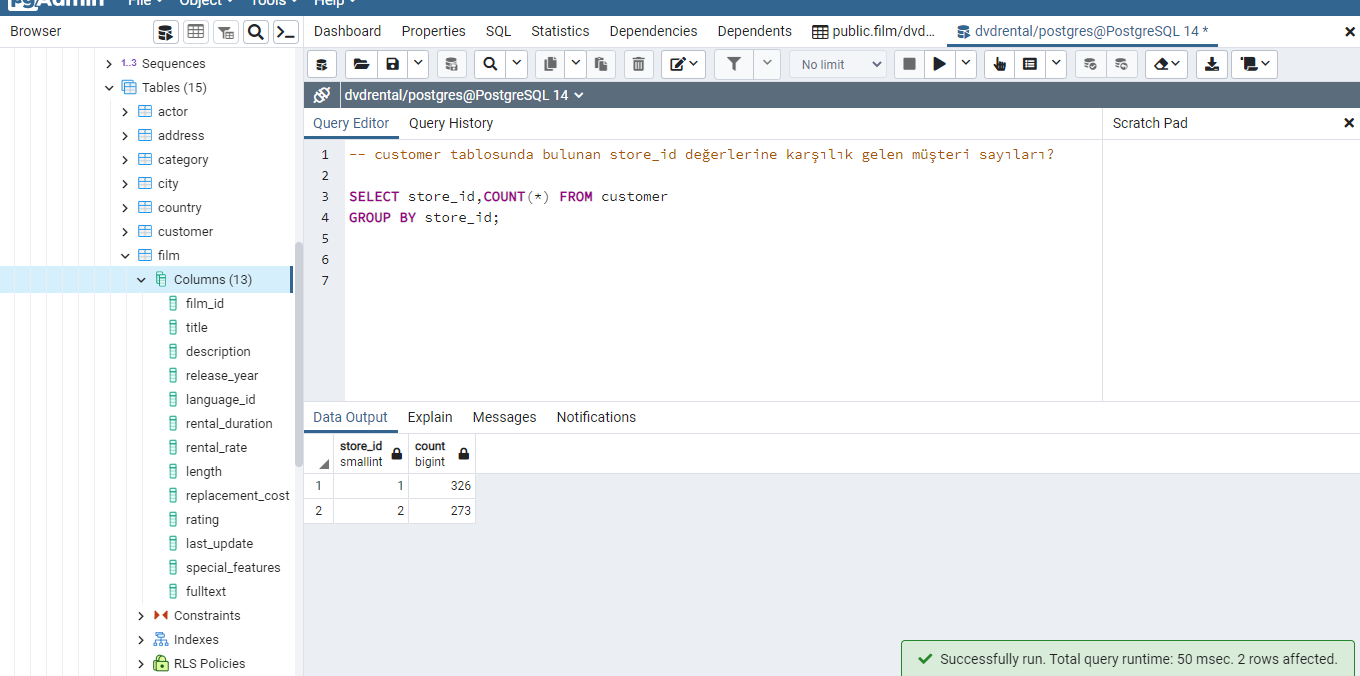 pgAdmin File Object Tools Help
Browser
Dashboard Properties SQL Statistics Dependencies Dependents public.film/dvd... dvdrental/postgres@PostgreSQL 14 *
No limit
dvdrental/postgres@PostgreSQL 14
Query Editor Query History
Scratch Pad
1 -- customer tablosunda bulunan store_id değerlerine karşılık gelen müşteri sayıları?
2
3 SELECT store_id,COUNT(*) FROM customer
4 GROUP BY store_id;
5
6
7
Data Output Explain Messages Notifications
store_id count
smallint bigint
1 1 326
2 2 273
1..3 Sequences
Tables (15)
actor
address
category
city
country
customer
film
Columns (13)
film_id
title
description
release_year
language_id
rental_duration
rental_rate
length
replacement_cost
rating
last_update
special_features
fulltext
Constraints
Indexes
RLS Policies
Successfully run. Total query runtime: 50 msec. 2 rows affected.